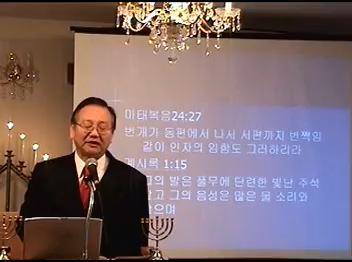 마태복음24:27
번개가 동편에서 나서 서편까지 번쩍임
같이 인자의 임함도 그러하리라
계시록 1:15
발은 풀무에 단련한 빛난 주석
같고 그의 음성은 많은 물 소리와
같으며